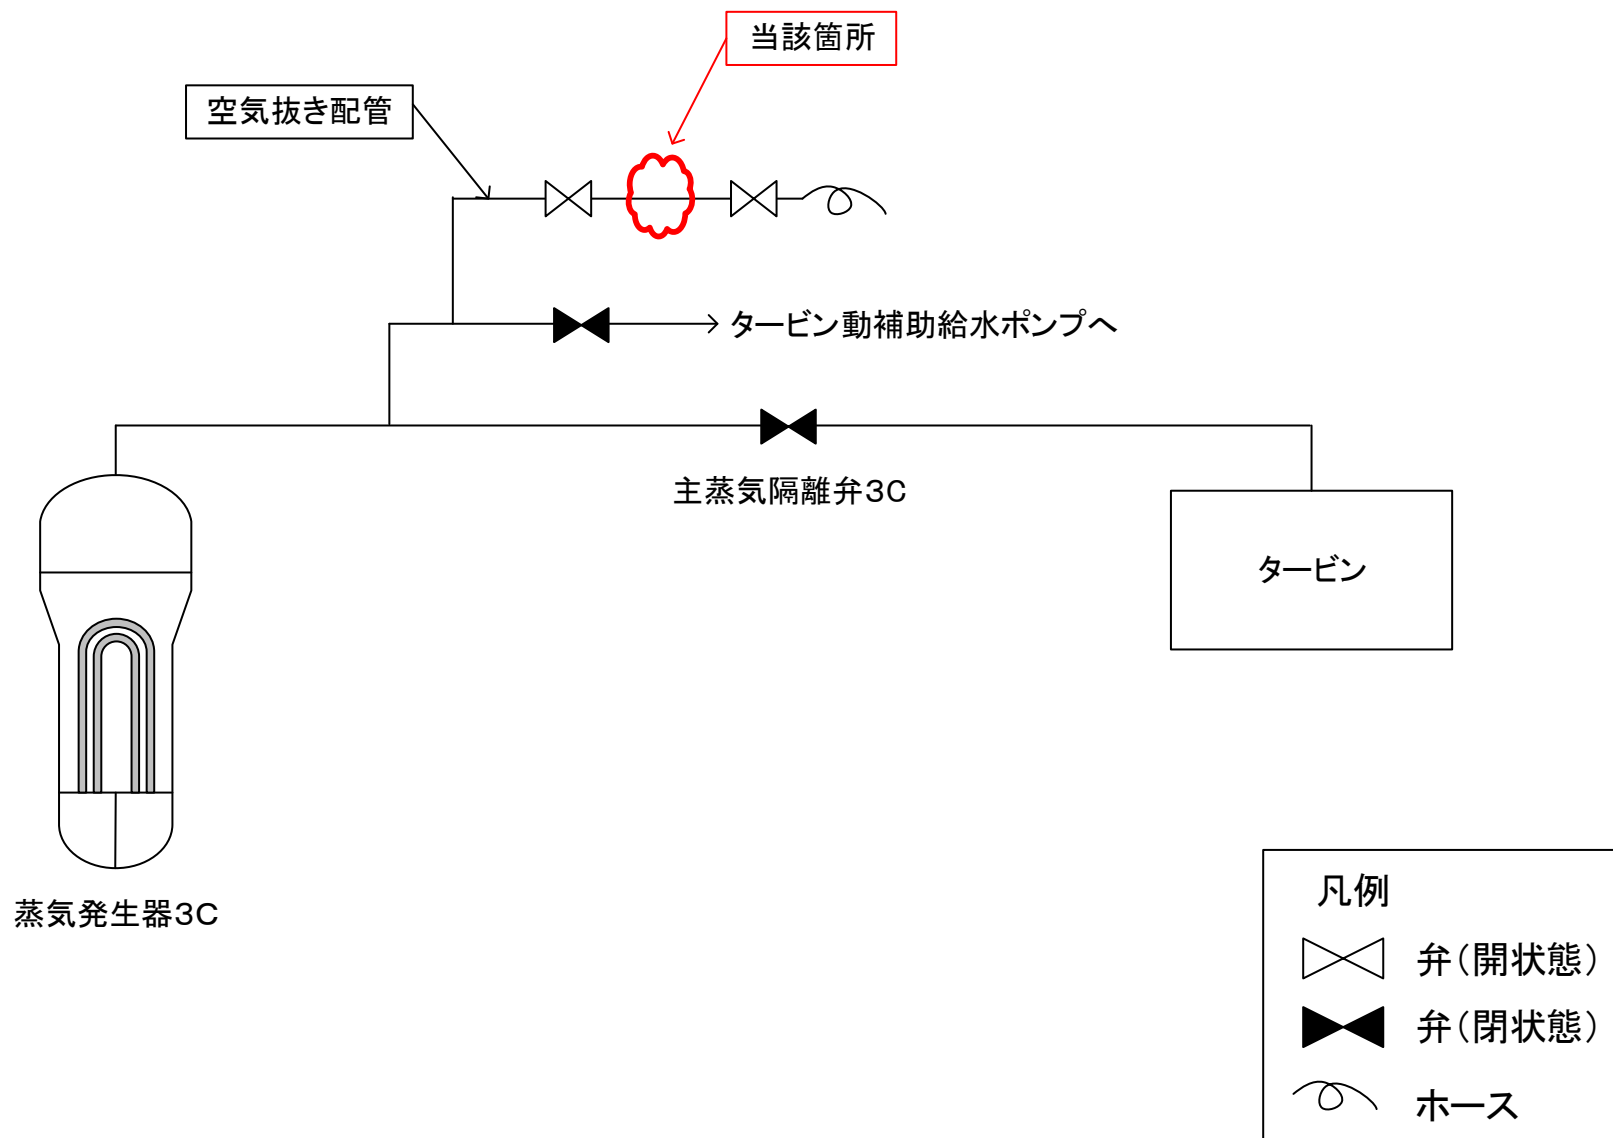 当該箇所
空気抜き配管
タービン動補助給水ポンプへ
主蒸気隔離弁3C
タービン
蒸気発生器3C
凡例
弁(開状態)
弁(閉状態)
ホース